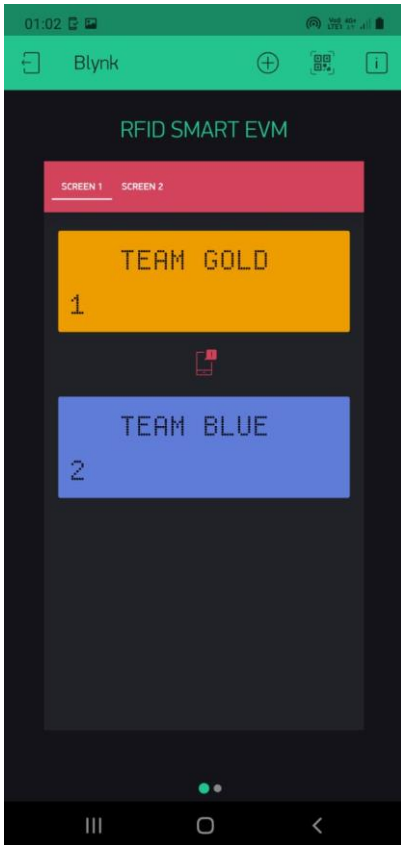 01:02
Blynk
RFID SMART EVM
SCREEN 1 SCREEN 2
TEAM GOLD
1
TEAM BLUE
2